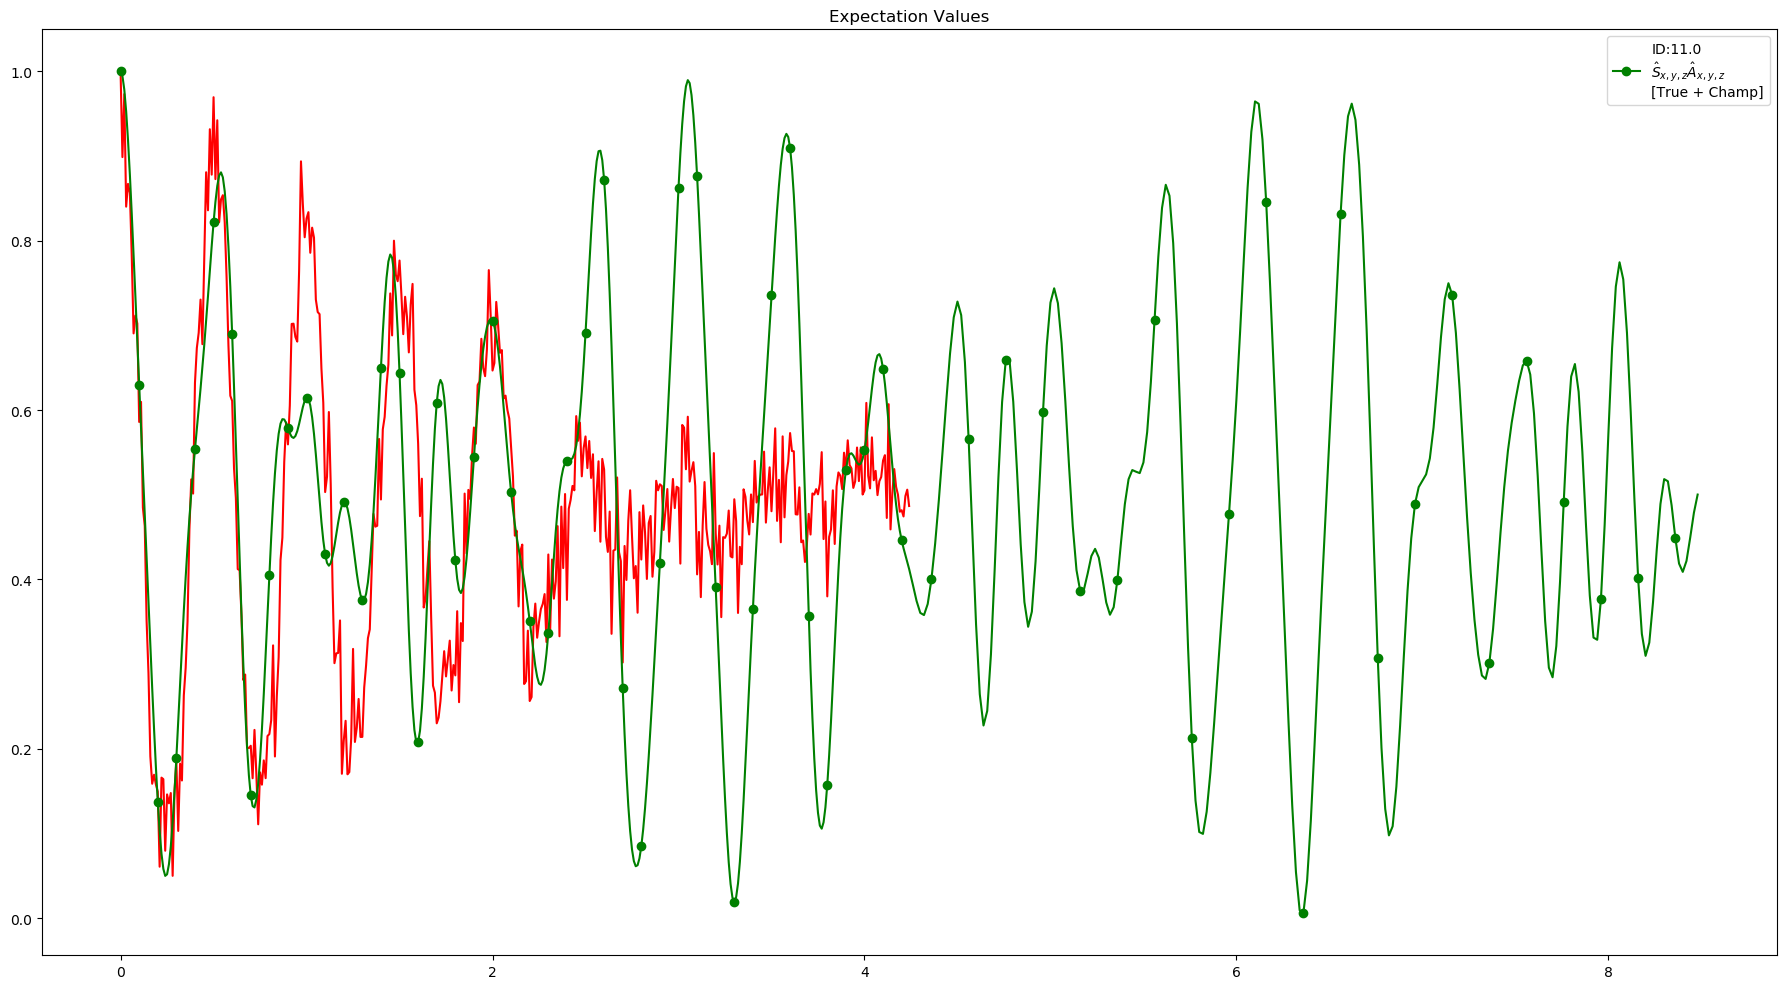 Expectation Values
ID:11.0
$\hat{S}_{x,y,z}\hat{A}_{x,y,z}$
[True + Champ]
1.0
0.8
0.6
0.4
0.2
0.0
0 2 4 6 8